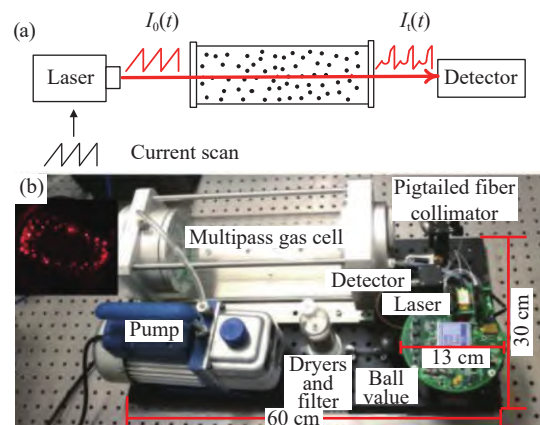 (a)
I₀(t)
Iₜ(t)
Laser
Detector
Current scan
(b)
Pigtailed fiber
collimator
Multipass gas cell
Detector
Laser
Pump
13 cm
30 cm
Dryers
and
filter
Ball
value
60 cm